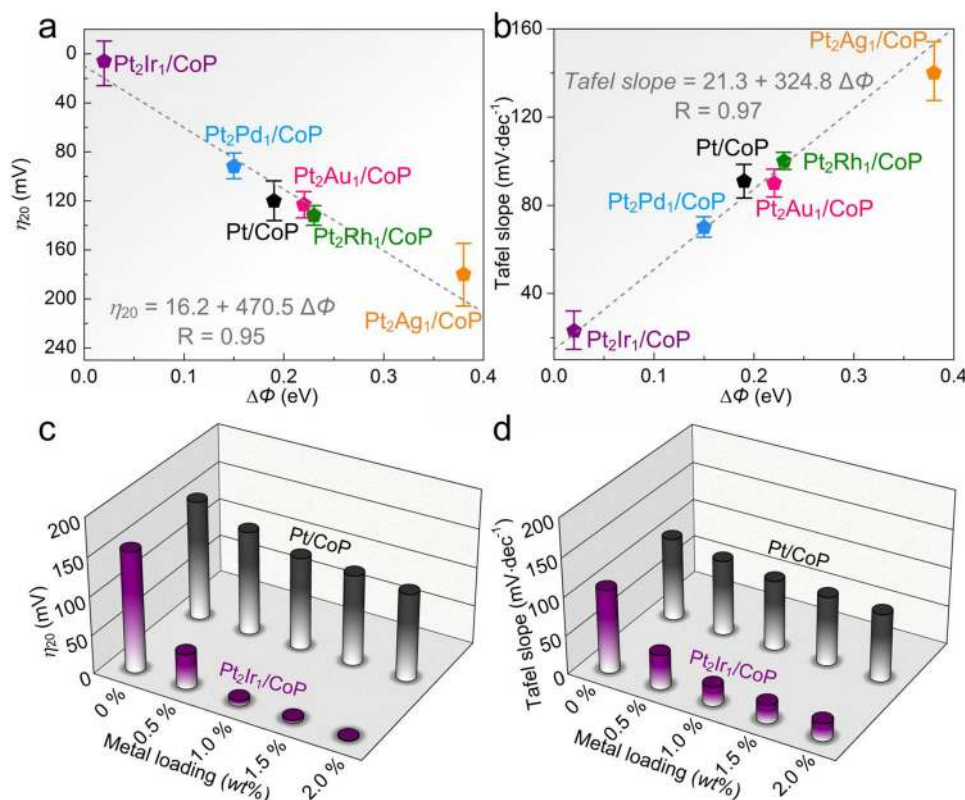 a
η20 (mV)
0
40
80
120
160
200
240
Pt2Ir1/CoP
Pt2Pd1/CoP
Pt2Au1/CoP
Pt/CoP
Pt2Rh1/CoP
Pt2Ag1/CoP
η20 = 16.2 + 470.5 ΔΦ
R = 0.95
0.0 0.1 0.2 0.3 0.4
ΔΦ (eV)
b
Tafel slope (mV·dec⁻¹)
160
120
80
40
0
Pt2Ag1/CoP
Tafel slope = 21.3 + 324.8 ΔΦ
R = 0.97
Pt/CoP
Pt2Rh1/CoP
Pt2Pd1/CoP
Pt2Au1/CoP
Pt2Ir1/CoP
0.0 0.1 0.2 0.3 0.4
ΔΦ (eV)
c
η20 (mV)
200
150
100
50
0
Pt/CoP
Pt2Ir1/CoP
0 %
0.5 %
1.0 %
1.5 %
2.0 %
Metal loading (wt%)
d
Tafel slope (mV·dec⁻¹)
200
150
100
50
0
Pt/CoP
Pt2Ir1/CoP
0 %
0.5 %
1.0 %
1.5 %
2.0 %
Metal loading (wt%)